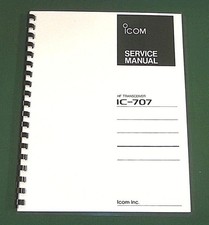 ICOM
SERVICE
MANUAL
HF TRANSCEIVER
IC-707
Icom Inc.